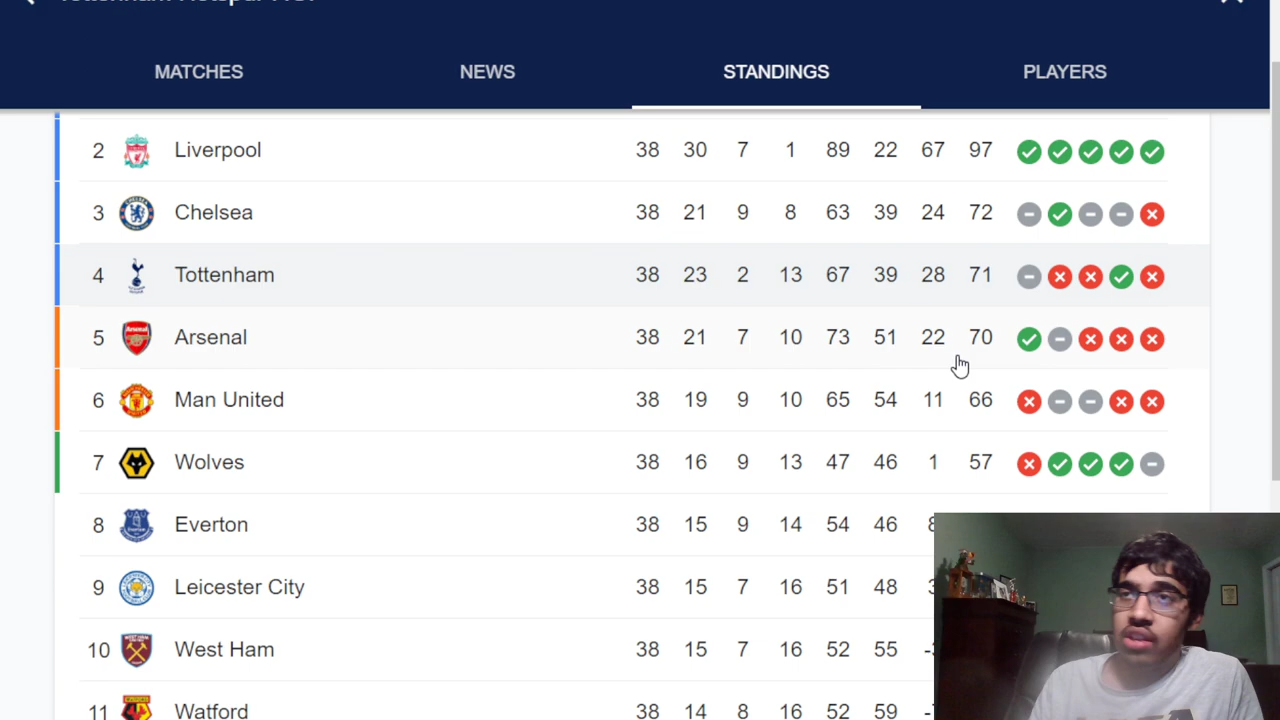 MATCHES NEWS STANDINGS PLAYERS
2 Liverpool 38 30 7 1 89 22 67 97
3 Chelsea 38 21 9 8 63 39 24 72
4 Tottenham 38 23 2 13 67 39 28 71
5 Arsenal 38 21 7 10 73 51 22 70
6 Man United 38 19 9 10 65 54 11 66
7 Wolves 38 16 9 13 47 46 1 57
8 Everton 38 15 9 14 54 46
9 Leicester City 38 15 7 16 51 48
10 West Ham 38 15 7 16 52 55
11 Watford 38 14 8 16 52 59